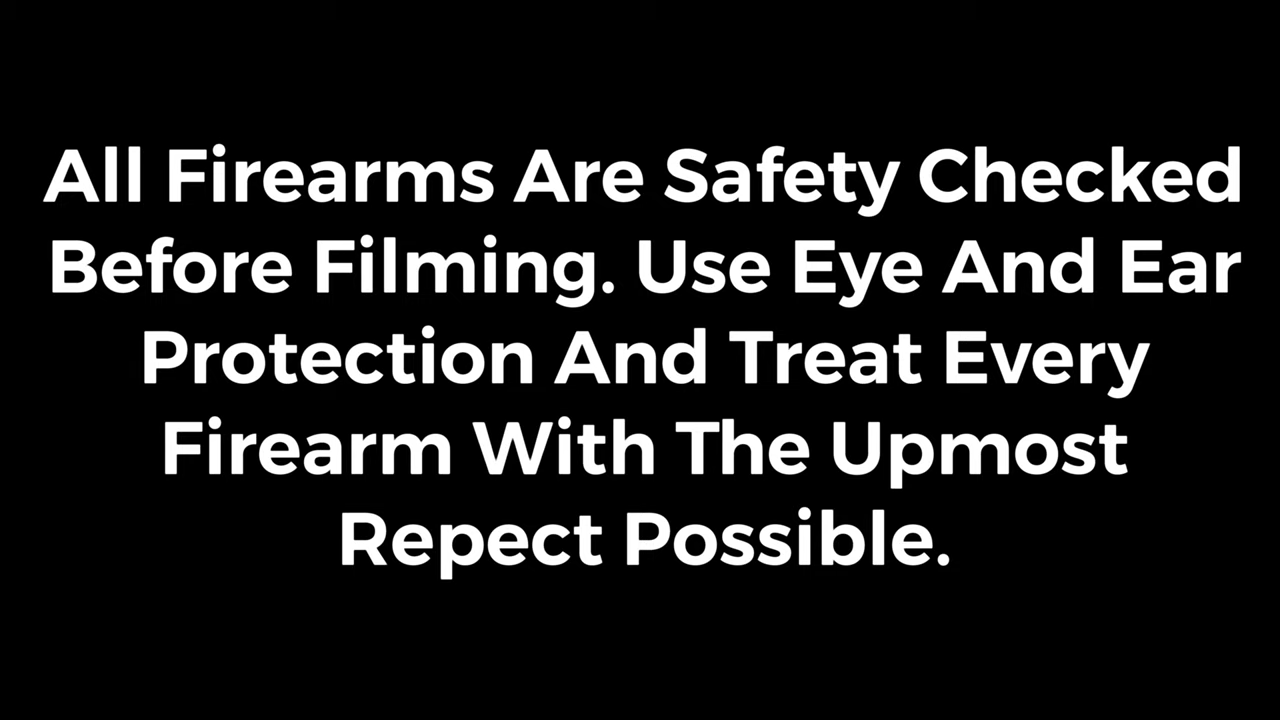 All Firearms Are Safety Checked
Before Filming. Use Eye And Ear
Protection And Treat Every
Firearm With The Upmost
Repect Possible.